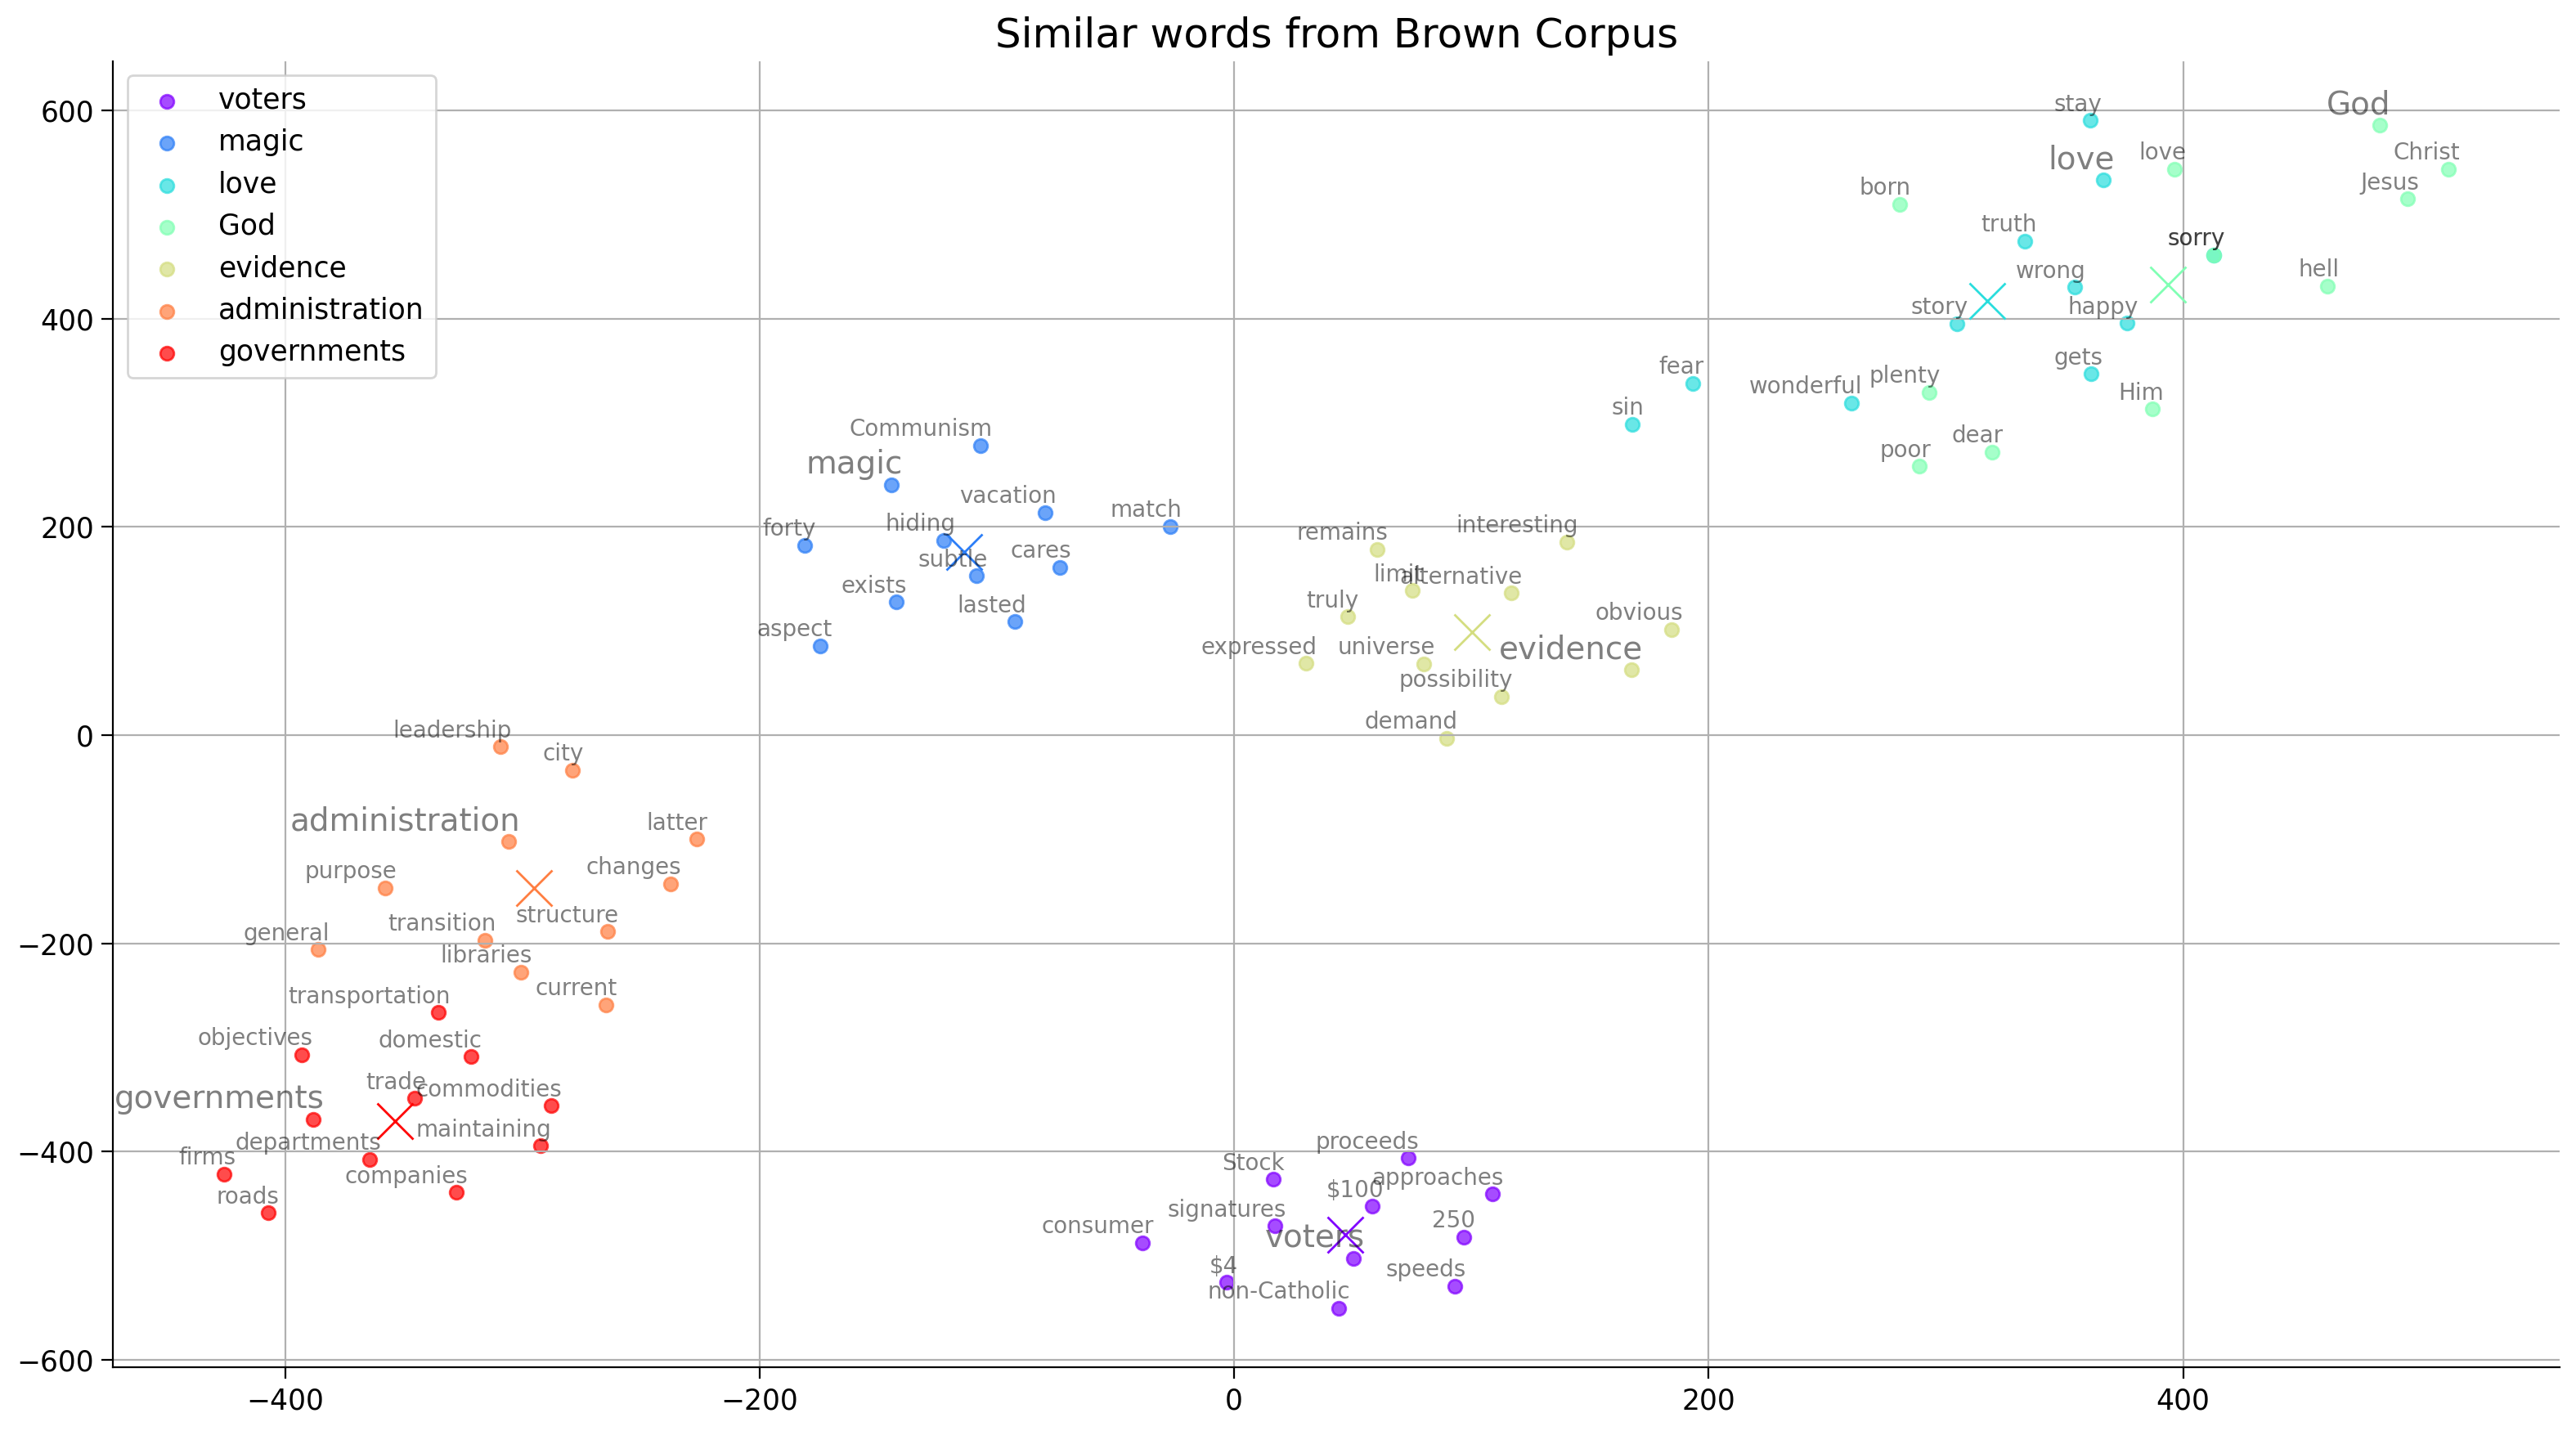 Similar words from Brown Corpus
voters
magic
love
God
evidence
administration
governments
600
400
200
0
−200
−400
−600
−400
−200
0
200
400
stay
God
love
love
Christ
born
Jesus
truth
sorry
wrong
hell
story
happy
fear
gets
wonderful
plenty
Him
sin
dear
poor
Communism
magic
vacation
match
hiding
forty
subtle
cares
exists
lasted
aspect
remains
interesting
limit
alternative
truly
obvious
expressed
universe
evidence
possibility
demand
leadership
city
administration
latter
purpose
changes
transition
structure
general
libraries
current
transportation
objectives
domestic
trade
commodities
governments
maintaining
departments
firms
companies
roads
proceeds
Stock
approaches
$100
signatures
250
consumer
voters
$4
speeds
non-Catholic